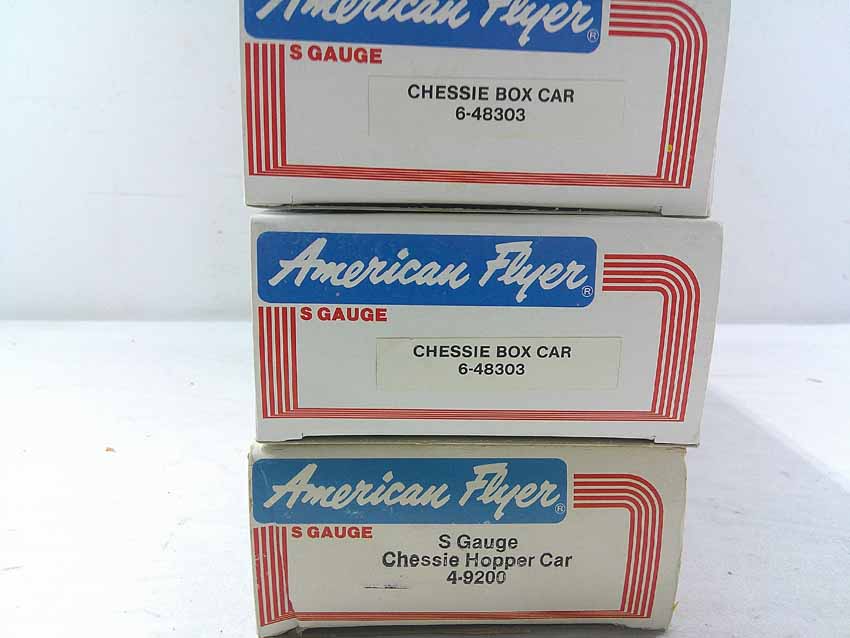 American Flyer®
S GAUGE
CHESSIE BOX CAR
6-48303
American Flyer®
S GAUGE
CHESSIE BOX CAR
6-48303
American Flyer®
S GAUGE
S Gauge
Chessie Hopper Car
4-9200